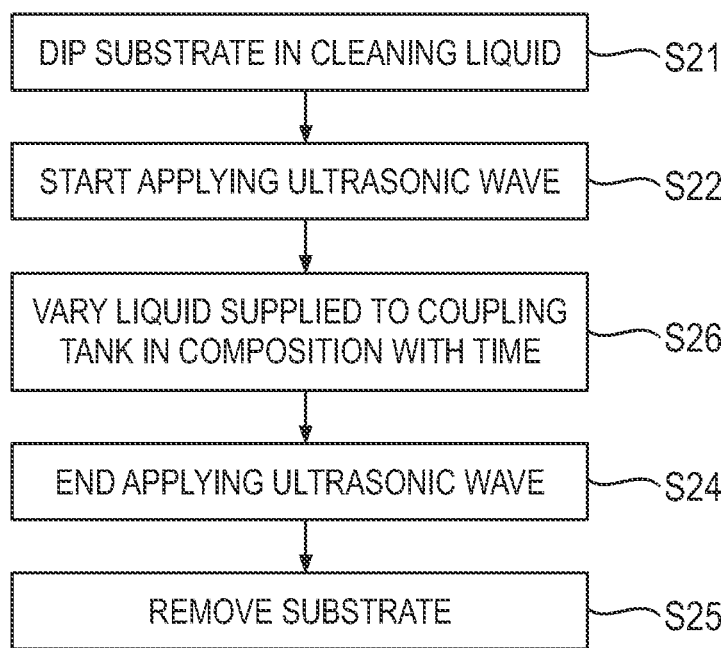 DIP SUBSTRATE IN CLEANING LIQUID S21
START APPLYING ULTRASONIC WAVE S22
VARY LIQUID SUPPLIED TO COUPLING
TANK IN COMPOSITION WITH TIME S26
END APPLYING ULTRASONIC WAVE S24
REMOVE SUBSTRATE S25